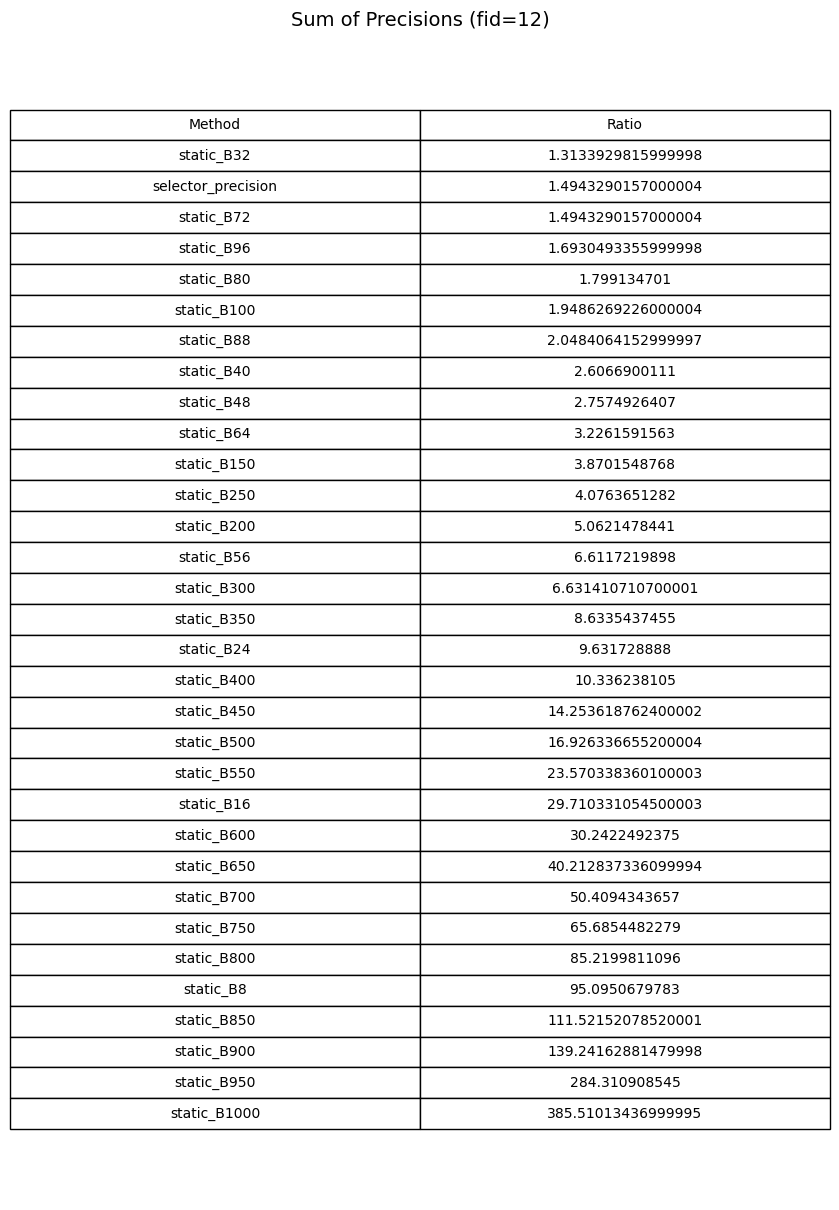 Sum of Precisions (fid=12)
Method Ratio
static_B32 1.3133929815999998
selector_precision 1.4943290157000004
static_B72 1.4943290157000004
static_B96 1.6930493355999998
static_B80 1.799134701
static_B100 1.9486269226000004
static_B88 2.0484064152999997
static_B40 2.6066900111
static_B48 2.7574926407
static_B64 3.2261591563
static_B150 3.8701548768
static_B250 4.0763651282
static_B200 5.0621478441
static_B56 6.6117219898
static_B300 6.631410710700001
static_B350 8.6335437455
static_B24 9.631728888
static_B400 10.336238105
static_B450 14.253618762400002
static_B500 16.926336655200004
static_B550 23.570338360100003
static_B16 29.710331054500003
static_B600 30.2422492375
static_B650 40.212837336099994
static_B700 50.4094343657
static_B750 65.6854482279
static_B800 85.2199811096
static_B8 95.0950679783
static_B850 111.52152078520001
static_B900 139.24162881479998
static_B950 284.310908545
static_B1000 385.51013436999995